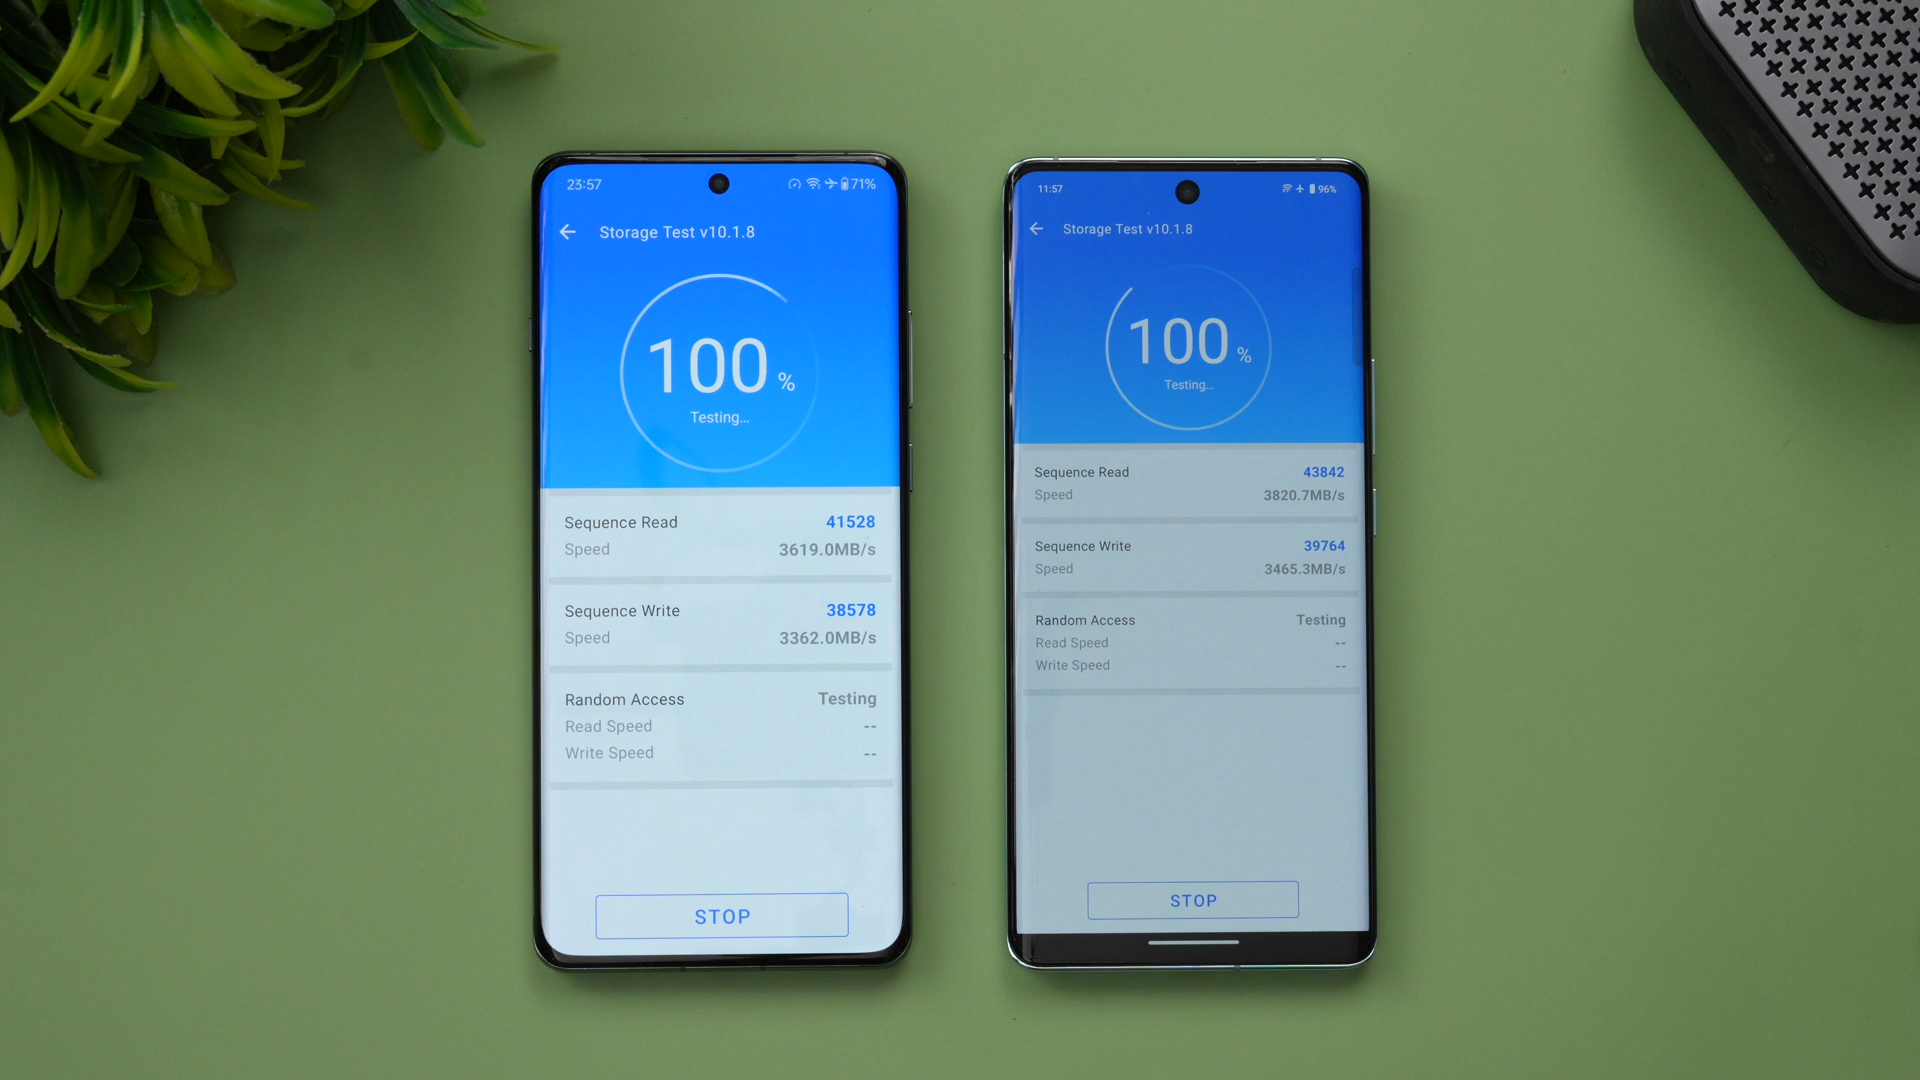 23:57
71%
Storage Test v10.1.8
100 %
Testing...
Sequence Read 41528
Speed 3619.0MB/s
Sequence Write 38578
Speed 3362.0MB/s
Random Access Testing
Read Speed --
Write Speed --
STOP
11:57
96%
Storage Test v10.1.8
100 %
Testing...
Sequence Read 43842
Speed 3820.7MB/s
Sequence Write 39764
Speed 3465.3MB/s
Random Access Testing
Read Speed --
Write Speed --
STOP